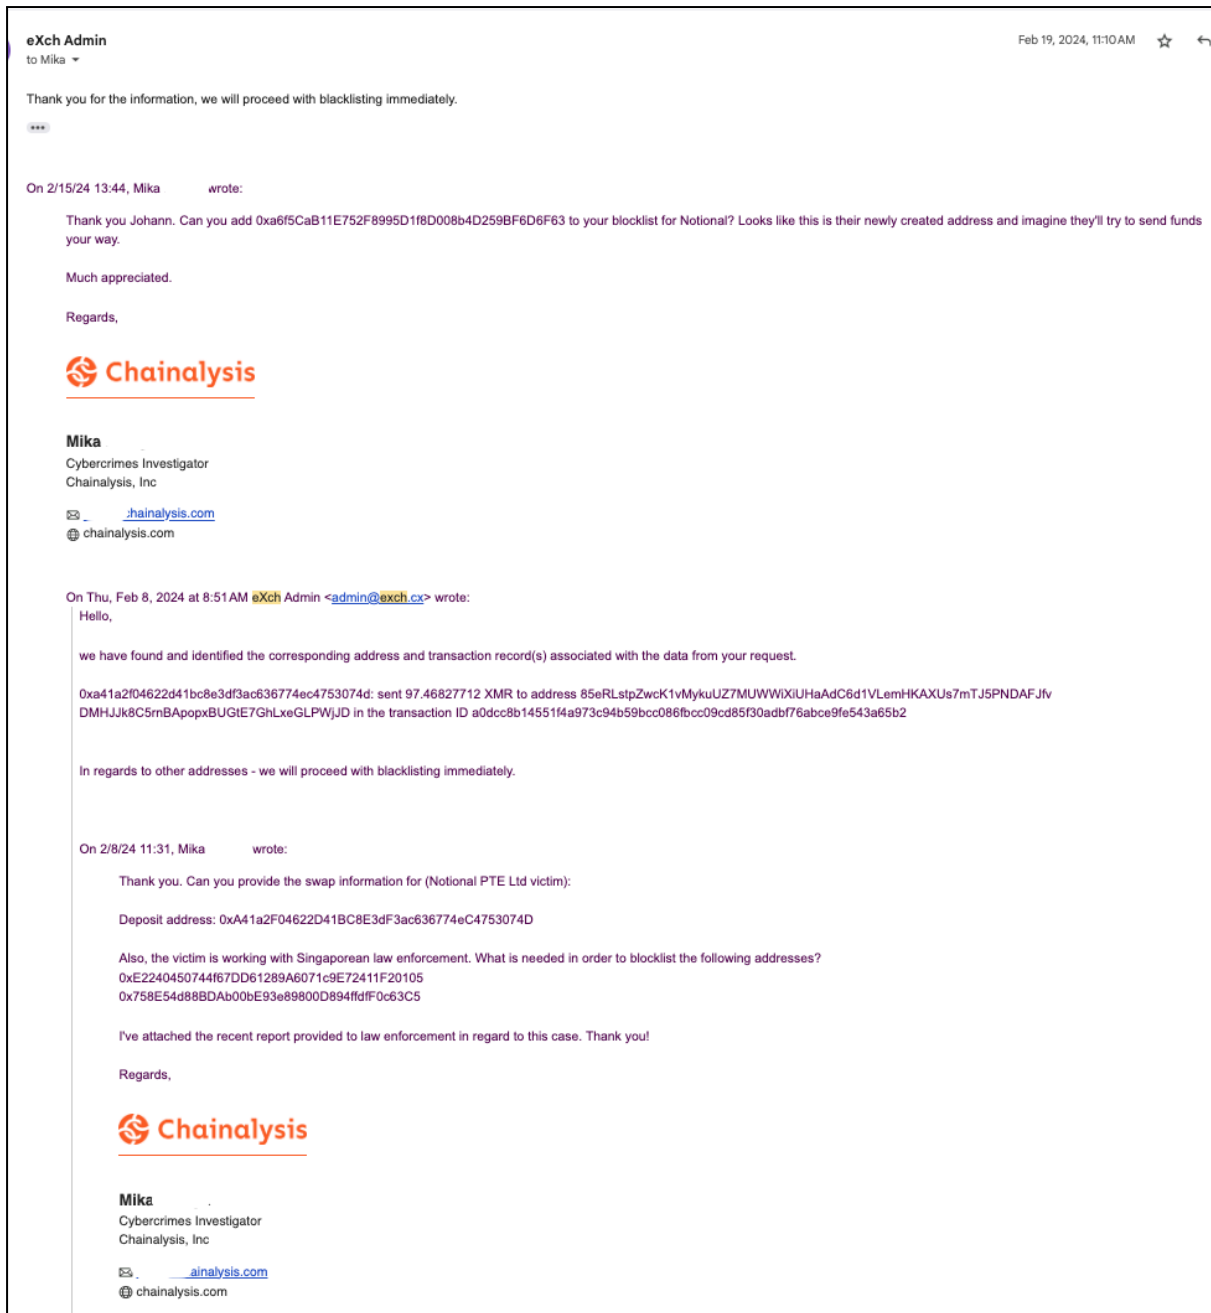 eXch Admin
Feb 19, 2024, 11:10 AM
to Mika
Thank you for the information, we will proceed with blacklisting immediately.
•••
On 2/15/24 13:44, Mika wrote:
Thank you Johann. Can you add 0xa6f5CaB11E752F8995D1f8D008b4D259BF6D6F63 to your blocklist for Notional? Looks like this is their newly created address and imagine they'll try to send funds
your way.
Much appreciated.
Regards,
Chainalysis
Mika
Cybercrimes Investigator
Chainalysis, Inc
chainalysis.com
chainalysis.com
On Thu, Feb 8, 2024 at 8:51 AM eXch Admin <admin@exch.cx> wrote:
Hello,
we have found and identified the corresponding address and transaction record(s) associated with the data from your request.
0xa41a2f04622d41bc8e3df3ac636774ec4753074d: sent 97.46827712 XMR to address 85eRLstpZwcK1vMykuUZ7MUWWiXiUHaAdC6d1VLemHKAXUs7mTJ5PNDAFJfv
DMHJJk8C5rnBApopxBUGtE7GhLxeGLPWjJD in the transaction ID a0dcc8b14551f4a973c94b59bcc086fbcc09cd85f30adbf76abce9fe543a65b2
In regards to other addresses - we will proceed with blacklisting immediately.
On 2/8/24 11:31, Mika wrote:
Thank you. Can you provide the swap information for (Notional PTE Ltd victim):
Deposit address: 0xA41a2F04622D41BC8E3dF3ac636774eC4753074D
Also, the victim is working with Singaporean law enforcement. What is needed in order to blocklist the following addresses?
0xE2240450744f67DD61289A6071c9E72411F20105
0x758E54d88BDAb00bE93e89800D894ffdfF0c63C5
I've attached the recent report provided to law enforcement in regard to this case. Thank you!
Regards,
Chainalysis
Mika
Cybercrimes Investigator
Chainalysis, Inc
ainalysis.com
chainalysis.com